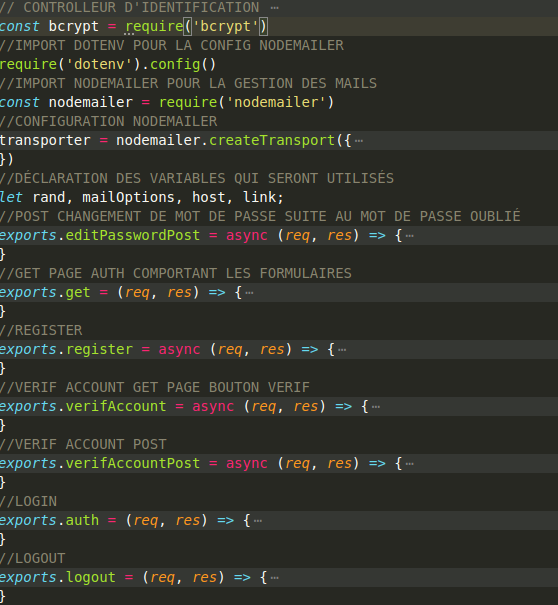 // CONTROLLEUR D'IDENTIFICATION ⋯
const bcrypt = require('bcrypt')
//IMPORT DOTENV POUR LA CONFIG NODEMAILER
require('dotenv').config()
//IMPORT NODEMAILER POUR LA GESTION DES MAILS
const nodemailer = require('nodemailer')
//CONFIGURATION NODEMAILER
transporter = nodemailer.createTransport({⋯
})
//DÉCLARATION DES VARIABLES QUI SERONT UTILISÉS
let rand, mailOptions, host, link;
//POST CHANGEMENT DE MOT DE PASSE SUITE AU MOT DE PASSE OUBLIÉ
exports.editPasswordPost = async (req, res) => {⋯
}
//GET PAGE AUTH COMPORTANT LES FORMULAIRES
exports.get = (req, res) => {⋯
}
//REGISTER
exports.register = async (req, res) => {⋯
}
//VERIF ACCOUNT GET PAGE BOUTON VERIF
exports.verifAccount = async (req, res) => {⋯
}
//VERIF ACCOUNT POST
exports.verifAccountPost = async (req, res) => {⋯
}
//LOGIN
exports.auth = (req, res) => {⋯
}
//LOGOUT
exports.logout = (req, res) => {⋯
}